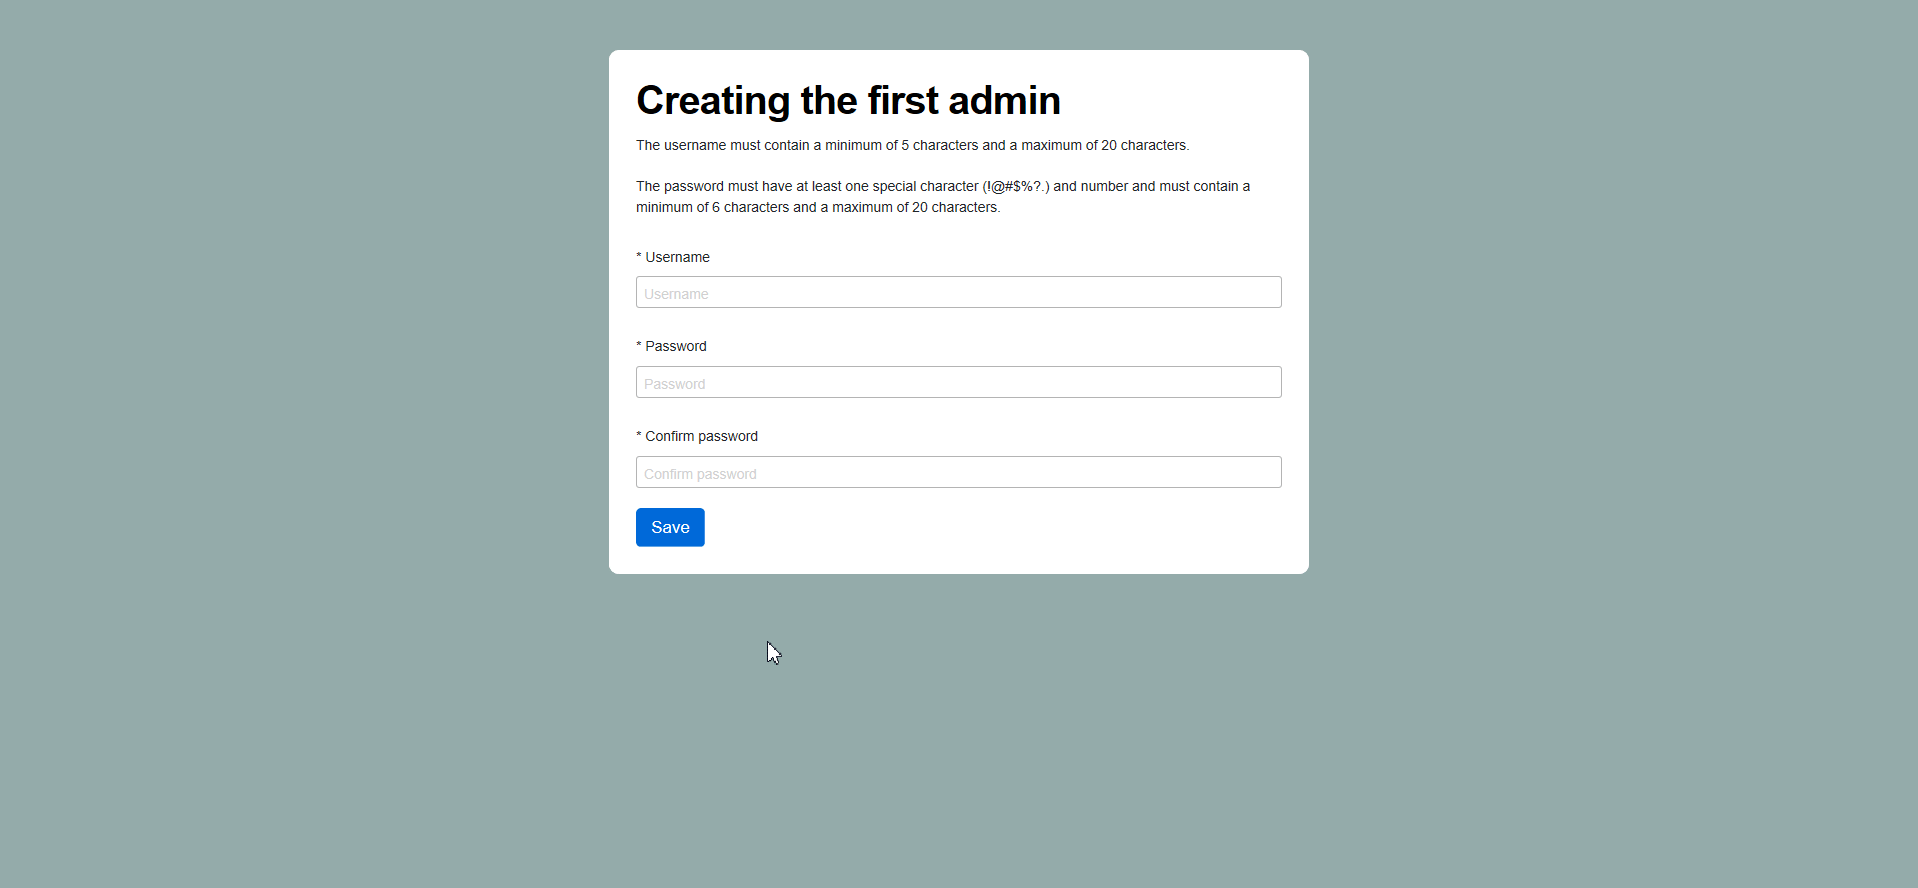 Creating the first admin
The username must contain a minimum of 5 characters and a maximum of 20 characters.
The password must have at least one special character (!@#$%?.) and number and must contain a
minimum of 6 characters and a maximum of 20 characters.
* Username
Username
* Password
Password
* Confirm password
Confirm password
Save